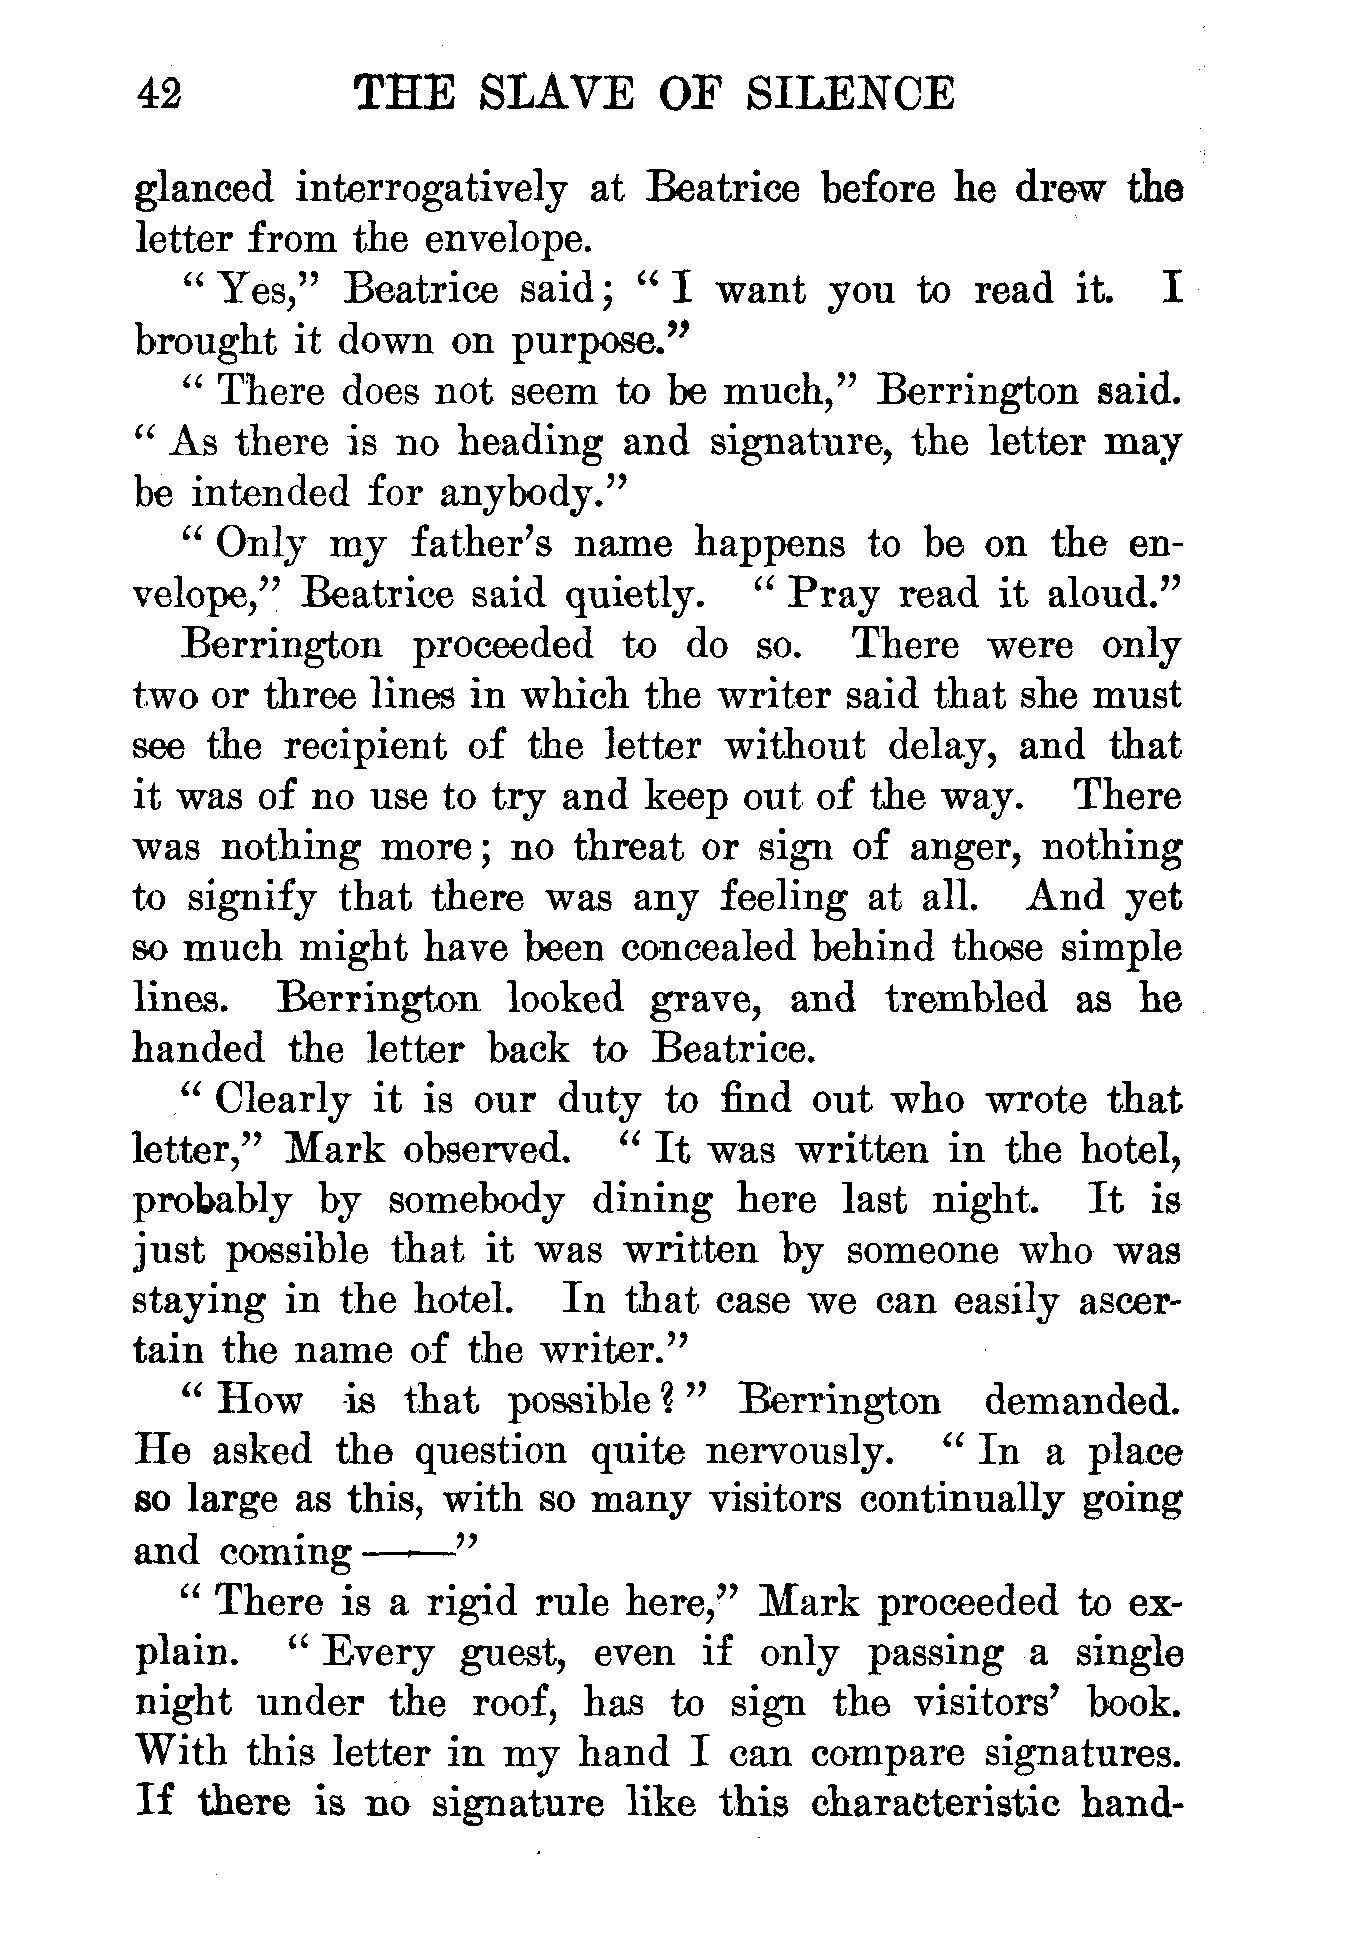 42 THE SLAVE OF SILENCE
glanced interrogatively at Beatrice before he drew the
letter from the envelope.
“ Yes,” Beatrice said; “ I want you to read it. I
brought it down on purpose.”
“ There does not seem to be much,” Berrington said.
“ As there is no heading and signature, the letter may
be intended for anybody.”
“ Only my father’s name happens to be on the en-
velope,” Beatrice said quietly. “ Pray read it aloud.”
Berrington proceeded to do so. There were only
two or three lines in which the writer said that she must
see the recipient of the letter without delay, and that
it was of no use to try and keep out of the way. There
was nothing more; no threat or sign of anger, nothing
to signify that there was any feeling at all. And yet
so much might have been concealed behind those simple
lines. Berrington looked grave, and trembled as he
handed the letter back to Beatrice.
“ Clearly it is our duty to find out who wrote that
letter,” Mark observed. “ It was written in the hotel,
probably by somebody dining here last night. It is
just possible that it was written by someone who was
staying in the hotel. In that case we can easily ascer-
tain the name of the writer.”
“ How is that possible? ” Berrington demanded.
He asked the question quite nervously. “ In a place
so large as this, with so many visitors continually going
and coming ——”
“ There is a rigid rule here,” Mark proceeded to ex-
plain. “ Every guest, even if only passing a single
night under the roof, has to sign the visitors’ book.
With this letter in my hand I can compare signatures.
If there is no signature like this characteristic hand-